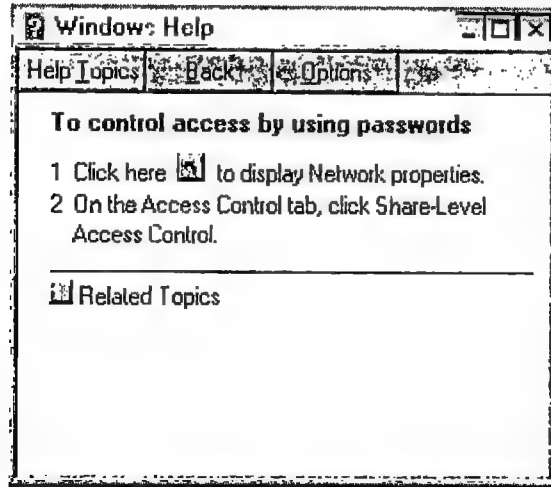 Windows Help
Help Topics Back Options
To control access by using passwords
1 Click here to display Network properties.
2 On the Access Control tab, click Share-Level
Access Control.
Related Topics